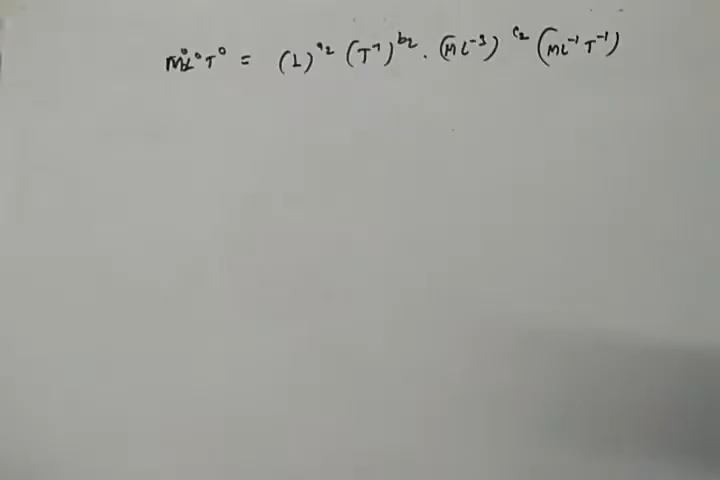 M⁰L⁰T⁰ = (L)ᵃ² (T⁻¹)ᵇ² . (ML⁻³)ᶜ² (ML⁻¹T⁻¹)